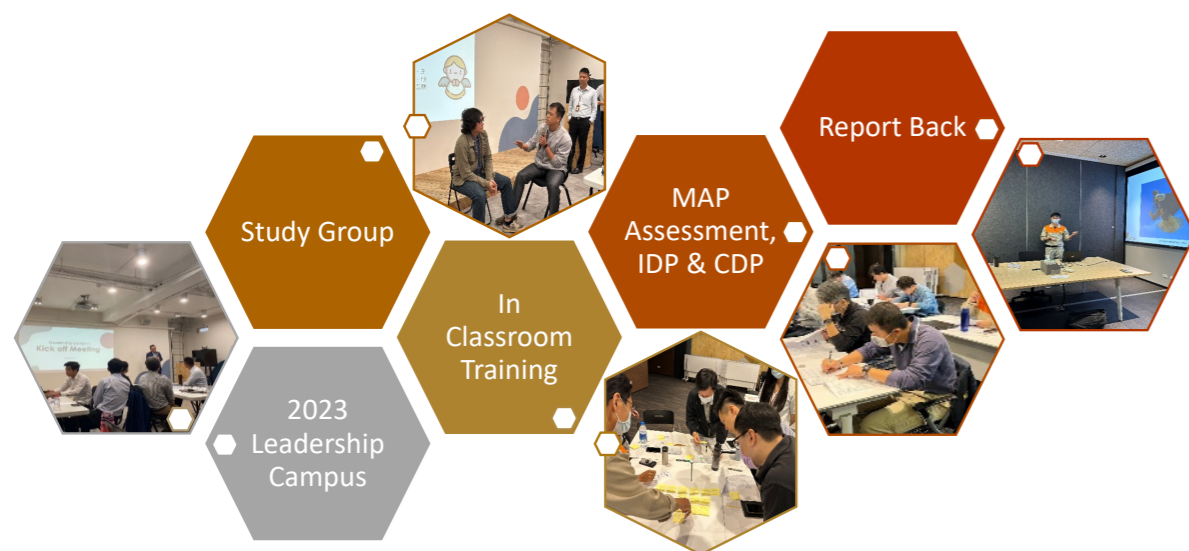 Study Group
In
Classroom
Training
MAP
Assessment,
IDP & CDP
Report Back
Kick off Meeting
2023
Leadership
Campus